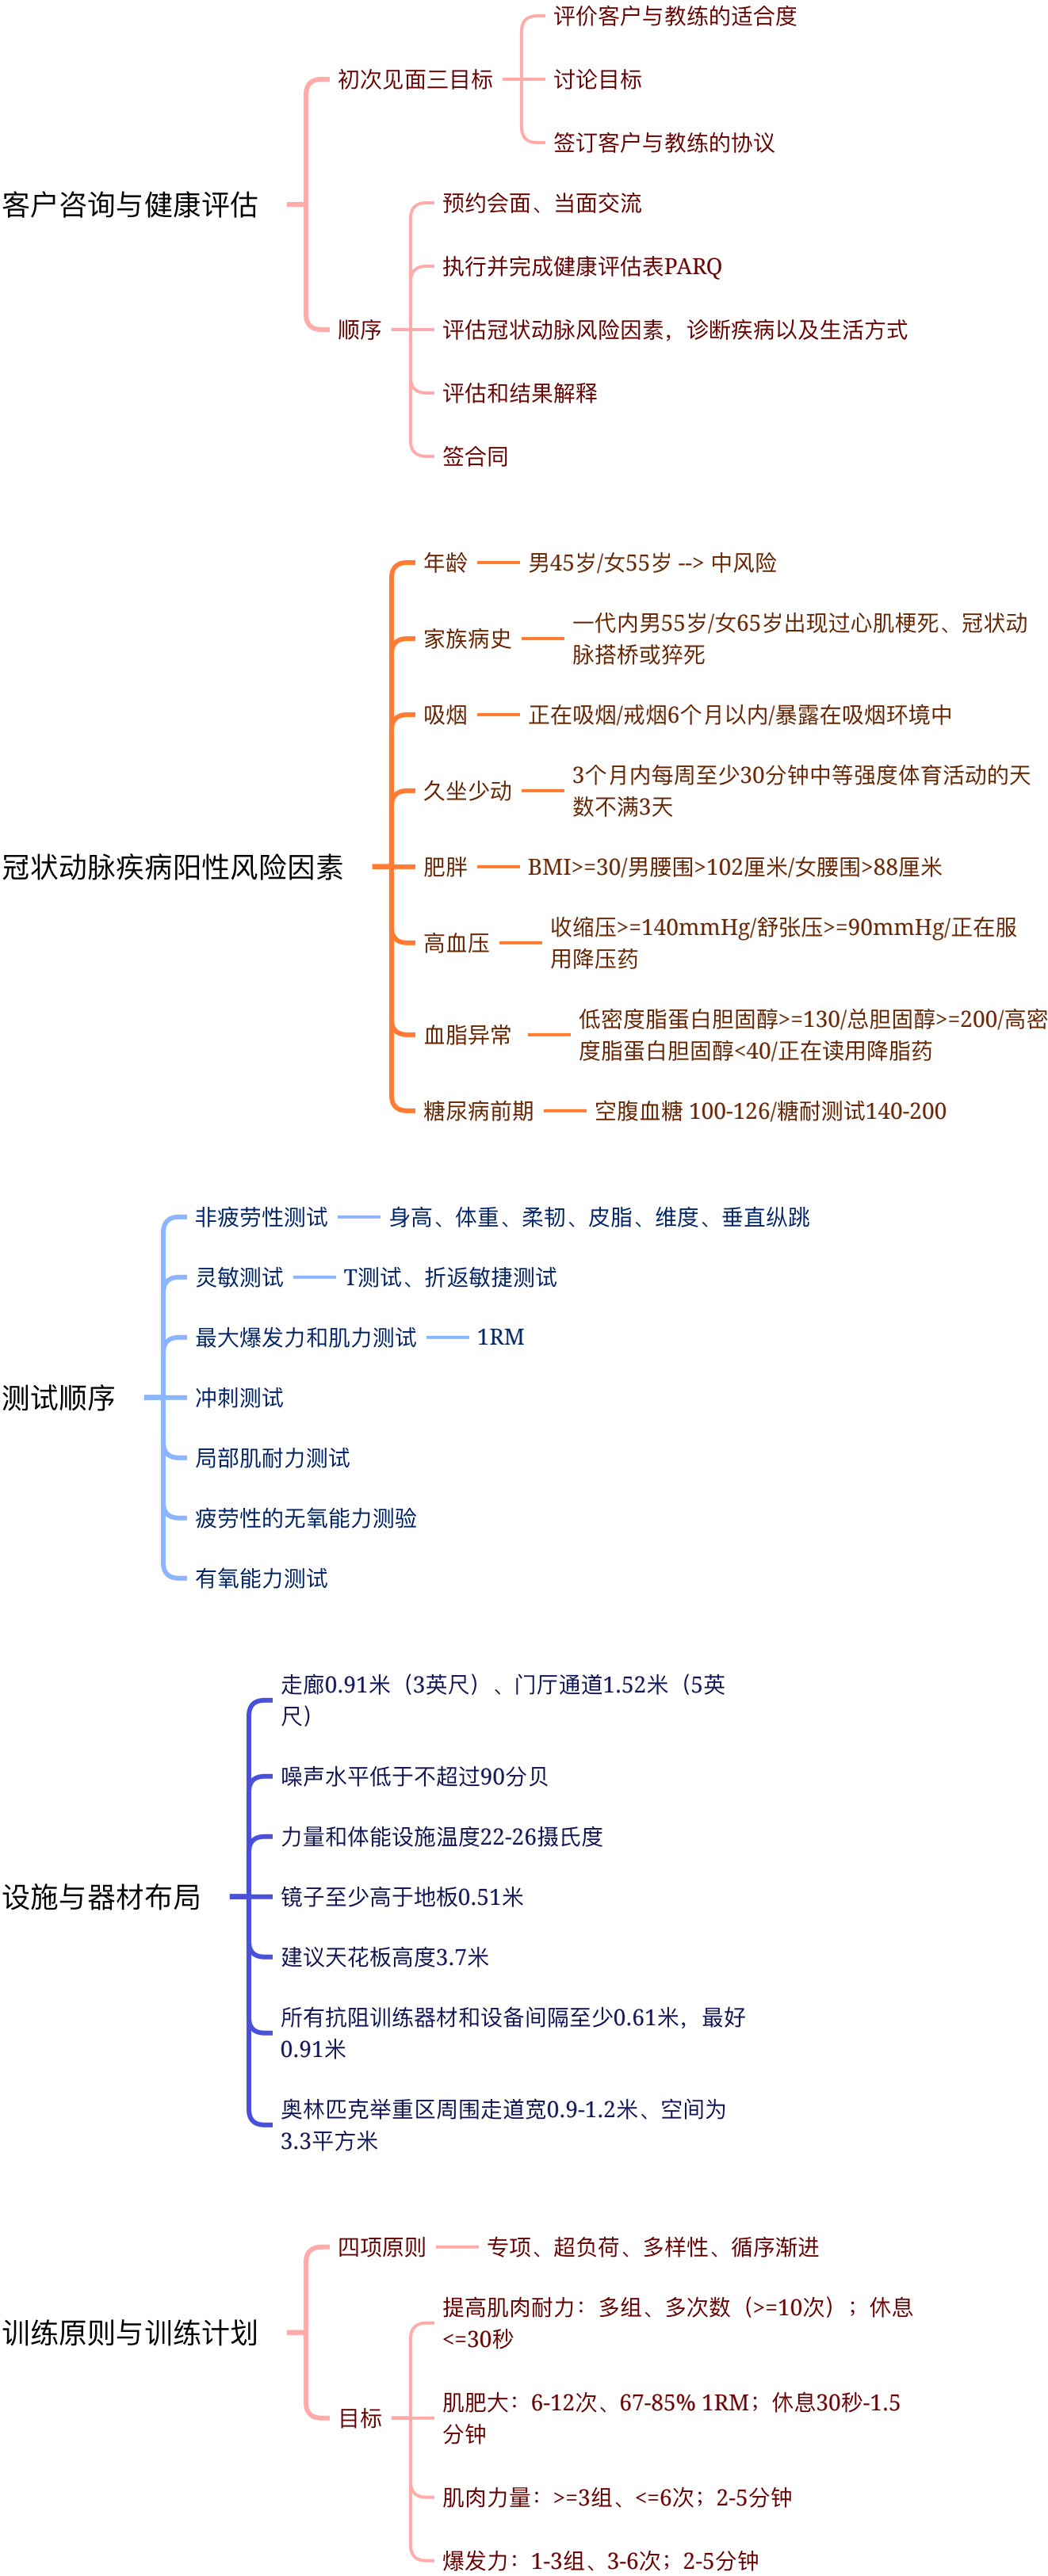 客户咨询与健康评估
初次见面三目标
评价客户与教练的适合度
讨论目标
签订客户与教练的协议
顺序
预约会面、当面交流
执行并完成健康评估表PARQ
评估冠状动脉风险因素，诊断疾病以及生活方式
评估和结果解释
签合同
冠状动脉疾病阳性风险因素
年龄
男45岁/女55岁 --> 中风险
家族病史
一代内男55岁/女65岁出现过心肌梗死、冠状动
脉搭桥或猝死
吸烟
正在吸烟/戒烟6个月以内/暴露在吸烟环境中
久坐少动
3个月内每周至少30分钟中等强度体育活动的天
数不满3天
肥胖
BMI>=30/男腰围>102厘米/女腰围>88厘米
高血压
收缩压>=140mmHg/舒张压>=90mmHg/正在服
用降压药
血脂异常
低密度脂蛋白胆固醇>=130/总胆固醇>=200/高密
度脂蛋白胆固醇<40/正在读用降脂药
糖尿病前期
空腹血糖 100-126/糖耐测试140-200
测试顺序
非疲劳性测试
身高、体重、柔韧、皮脂、维度、垂直纵跳
灵敏测试
T测试、折返敏捷测试
最大爆发力和肌力测试
1RM
冲刺测试
局部肌耐力测试
疲劳性的无氧能力测验
有氧能力测试
设施与器材布局
走廊0.91米（3英尺）、门厅通道1.52米（5英
尺）
噪声水平低于不超过90分贝
力量和体能设施温度22-26摄氏度
镜子至少高于地板0.51米
建议天花板高度3.7米
所有抗阻训练器材和设备间隔至少0.61米，最好
0.91米
奥林匹克举重区周围走道宽0.9-1.2米、空间为
3.3平方米
训练原则与训练计划
四项原则
专项、超负荷、多样性、循序渐进
目标
提高肌肉耐力：多组、多次数（>=10次）；休息
<=30秒
肌肥大：6-12次、67-85% 1RM；休息30秒-1.5
分钟
肌肉力量：>=3组、<=6次；2-5分钟
爆发力：1-3组、3-6次；2-5分钟